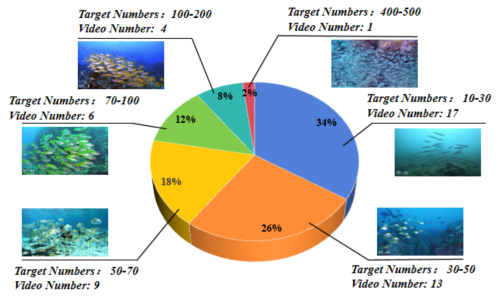 Target Numbers：100-200
Video Number: 4
Target Numbers：400-500
Video Number: 1
Target Numbers：70-100
Video Number: 6
Target Numbers：10-30
Video Number: 17
2%
8%
12%
34%
18%
26%
Target Numbers：50-70
Video Number: 9
Target Numbers：30-50
Video Number: 13